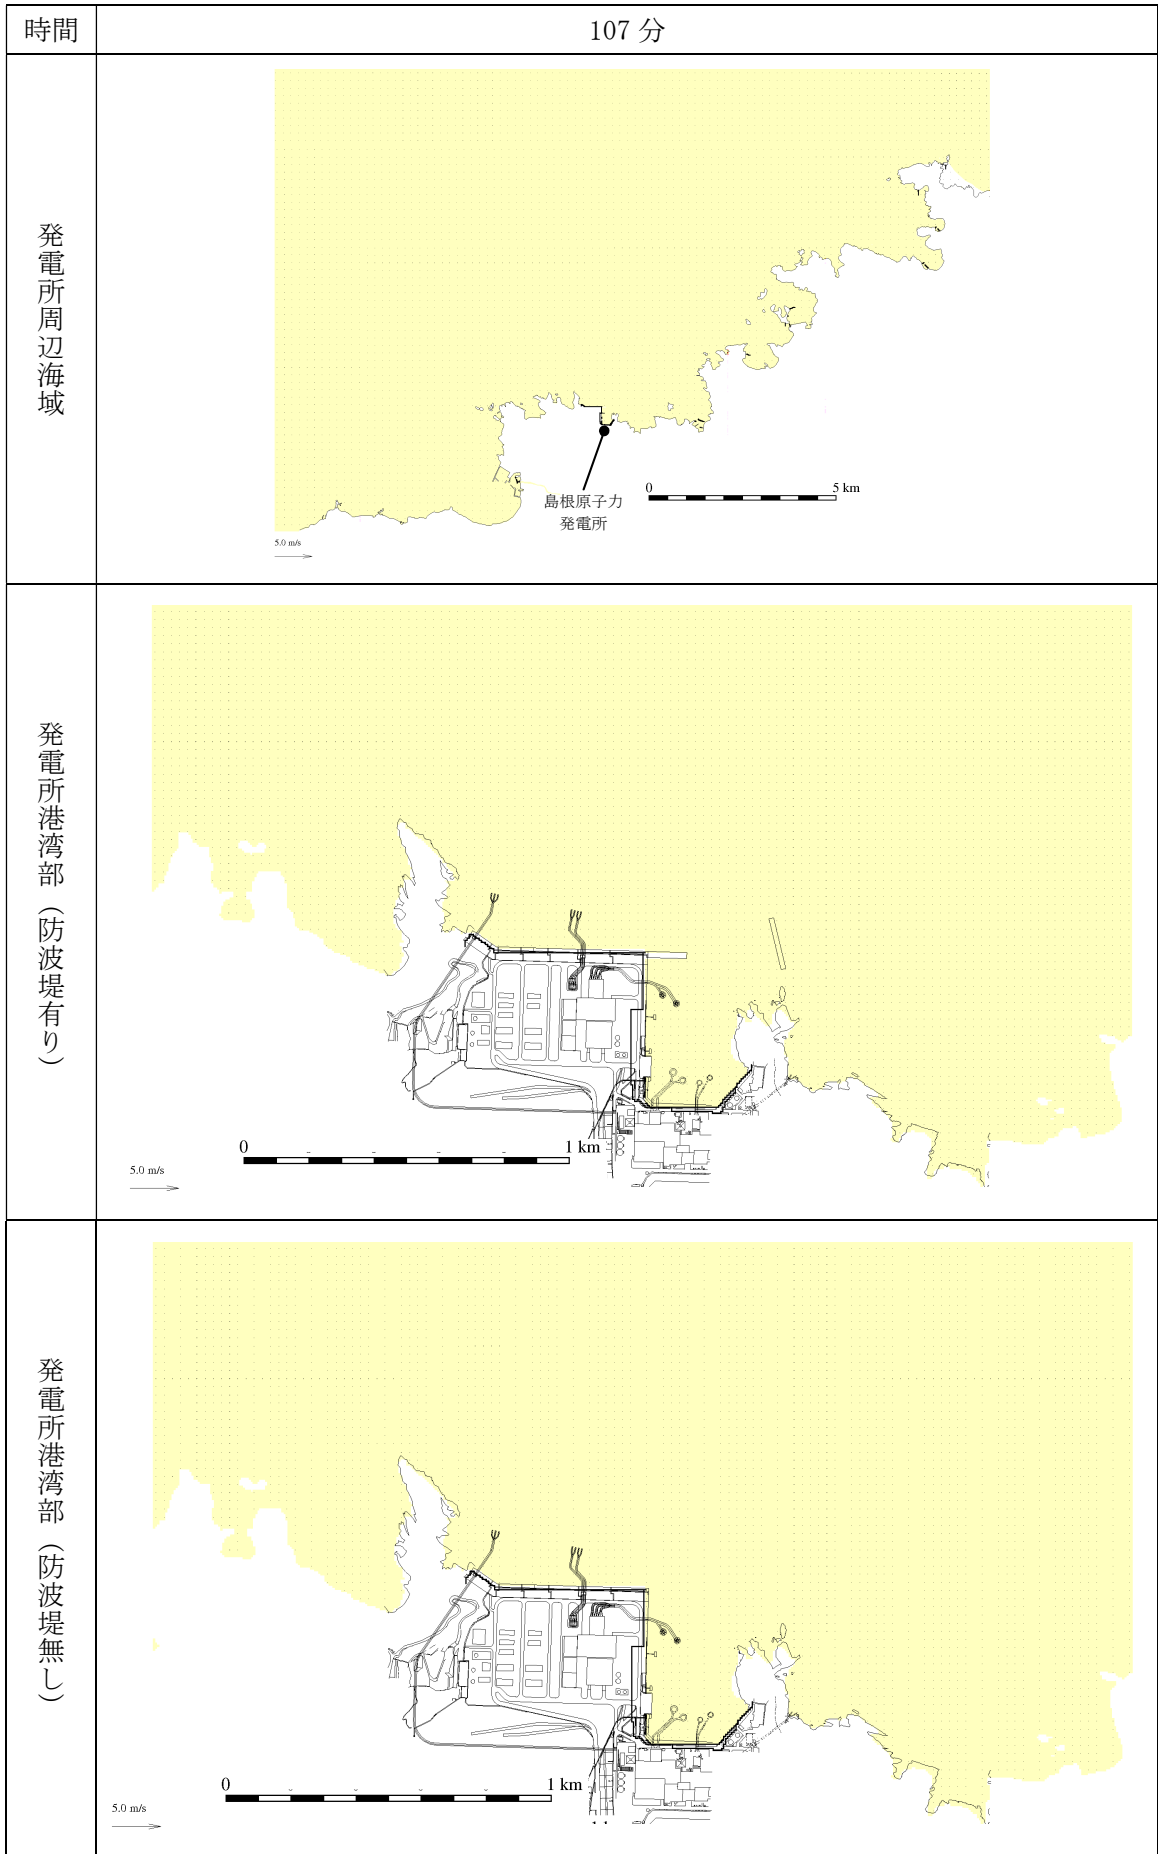 時間
107 分
発電所周辺海域
島根原子力
発電所
0
5 km
5.0 m/s
発電所港湾部（防波堤有り）
0
1 km
5.0 m/s
発電所港湾部（防波堤無し）
0
1 km
5.0 m/s